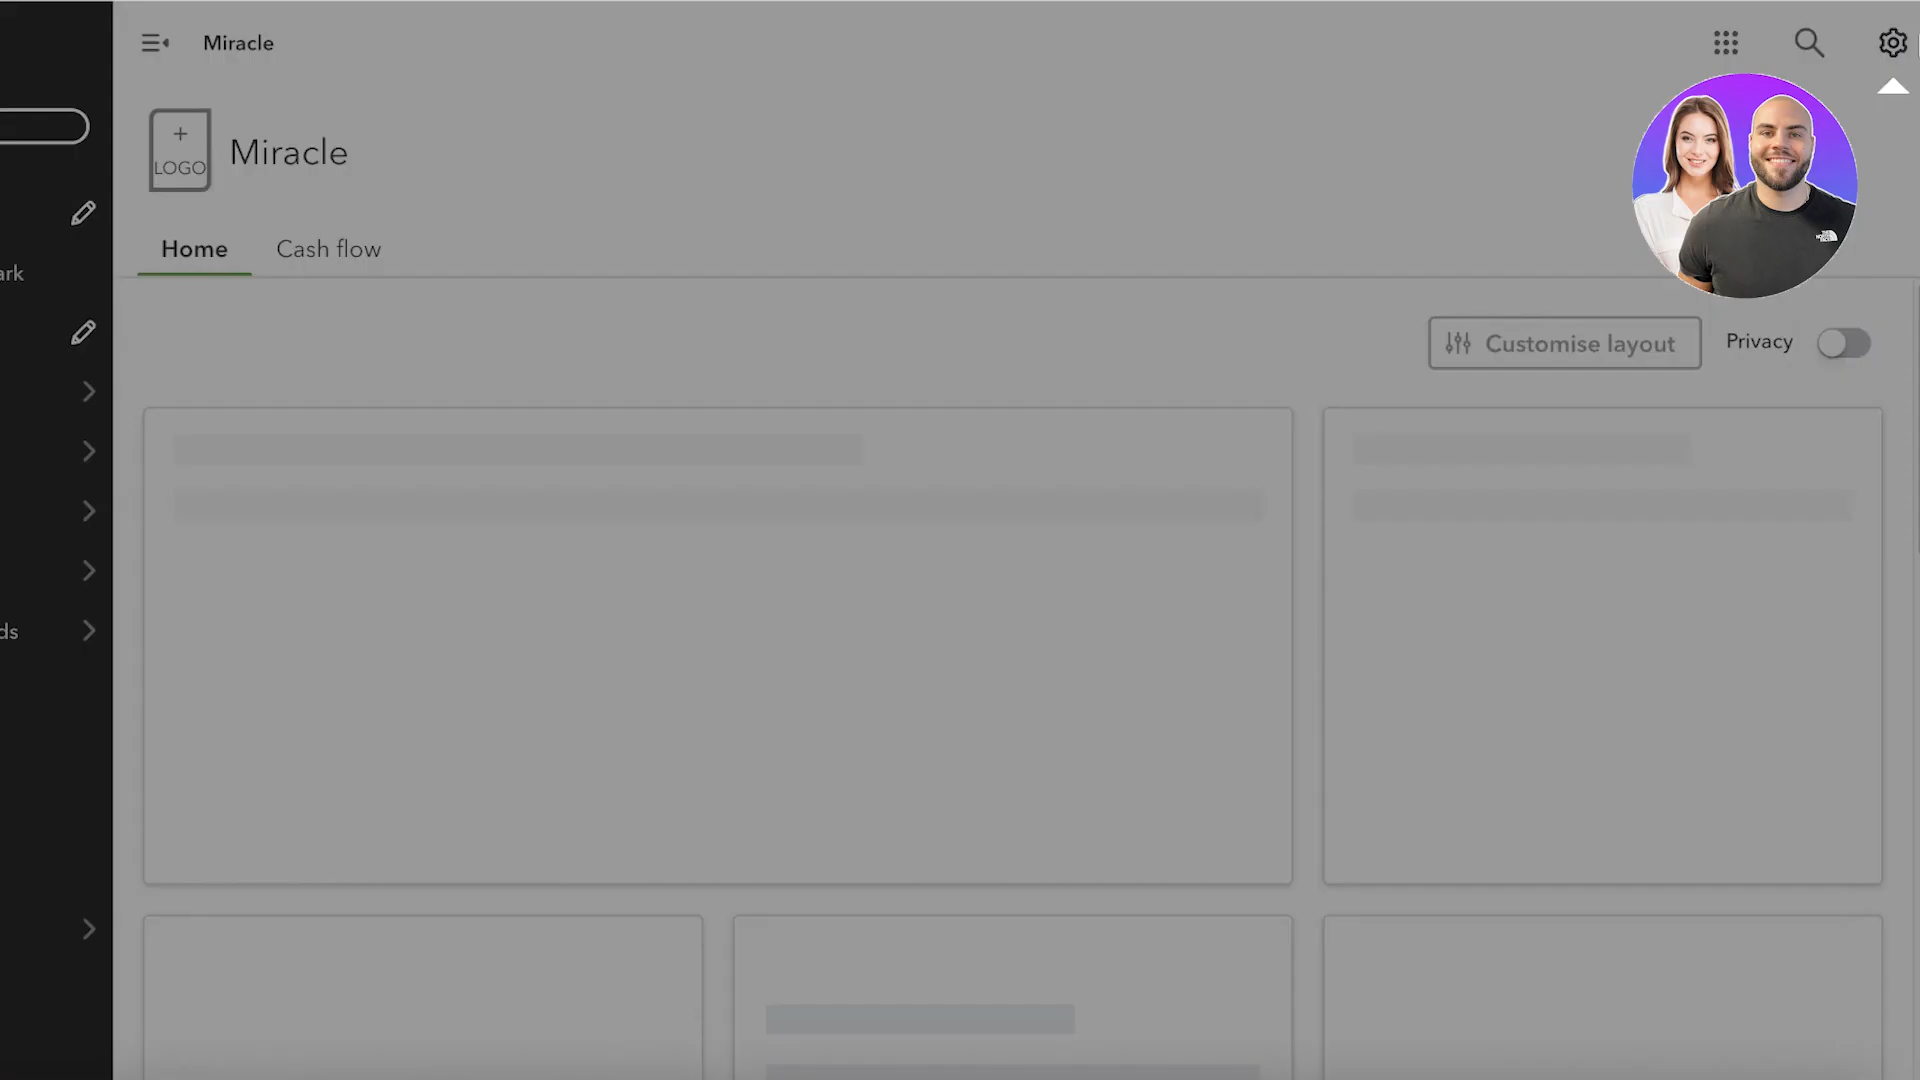 Miracle
+
LOGO
Miracle
Home
Cash flow
ark
Customise layout
Privacy
ds